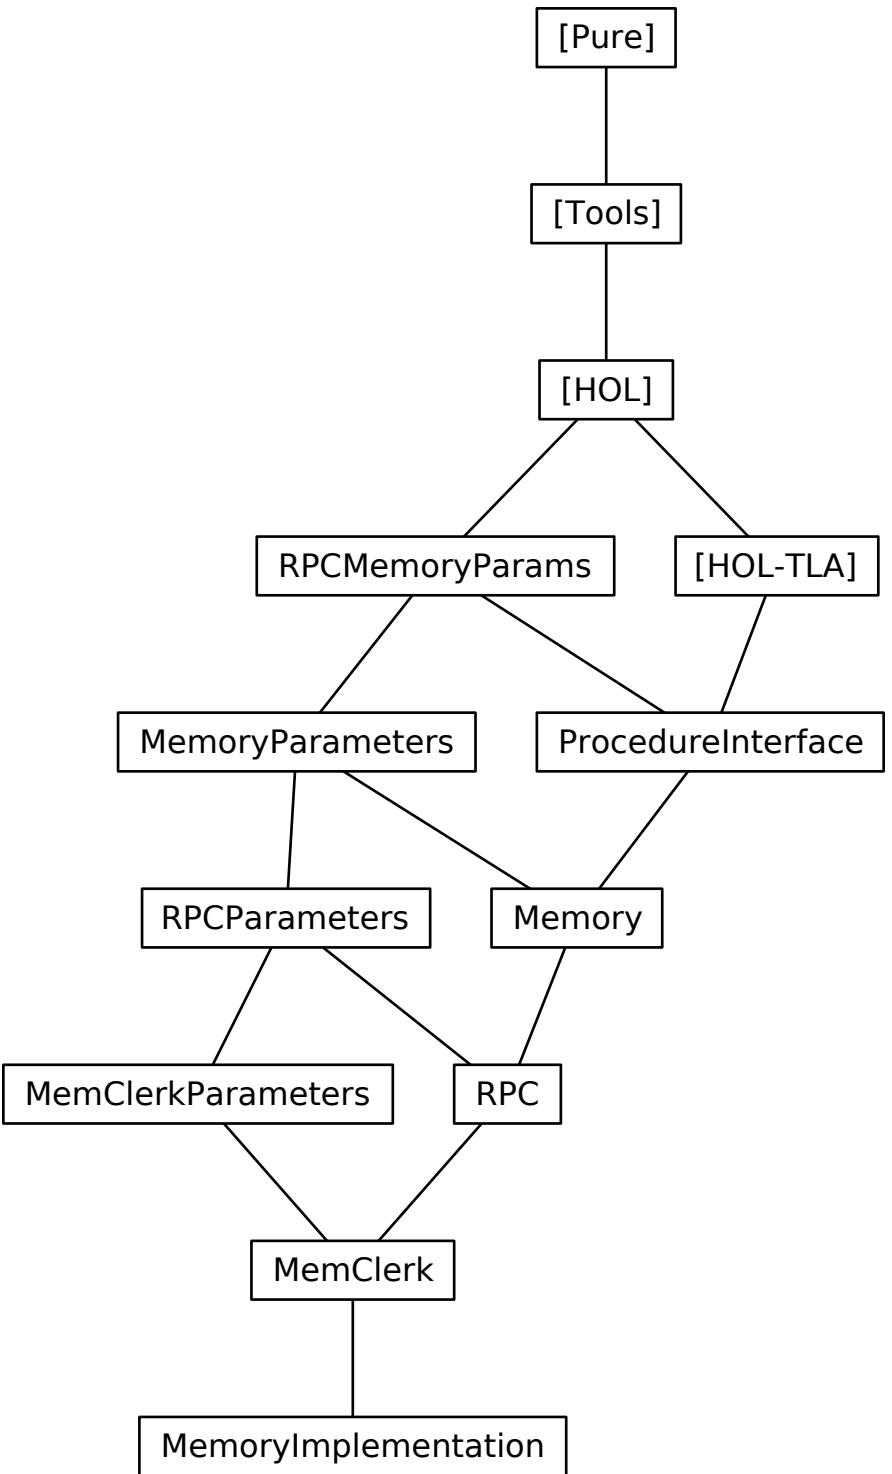 [Pure]
[Tools]
[HOL]
RPCMemoryParams
[HOL-TLA]
MemoryParameters
ProcedureInterface
RPCParameters
Memory
MemClerkParameters
RPC
MemClerk
MemoryImplementation